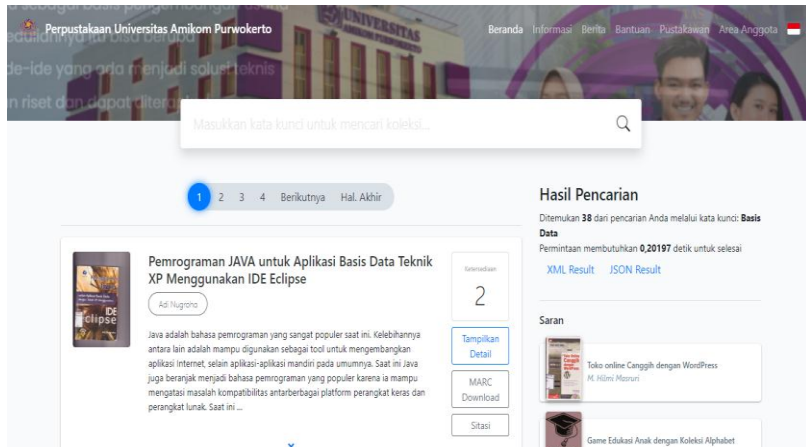 Perpustakaan Universitas Amikom Purwokerto
Beranda Informasi Berita Bantuan Pustakawan Area Anggota
UNIVERSITAS
AMIKOM PURWOKERTO
de-ide yang ada menjadi solusi teknis
n riset dan dapat
Masukkan kata kunci untuk mencari koleksi...
1 2 3 4 Berikutnya Hal. Akhir
Pemrograman JAVA untuk Aplikasi Basis Data Teknik
XP Menggunakan IDE Eclipse
Adi Nugroho
Java adalah bahasa pemrograman yang sangat populer saat ini. Kelebihannya
antara lain adalah mampu digunakan sebagai tool untuk mengembangkan
aplikasi Internet, selain aplikasi-aplikasi mandiri pada umumnya. Saat ini Java
juga beranjak menjadi bahasa pemrograman yang populer karena ia mampu
mengatasi masalah kompatibilitas antarberbagai platform perangkat keras dan
perangkat lunak. Saat ini ...
IDE
clipse
Ketersediaan
2
Tampilkan
Detail
MARC
Download
Sitasi
Hasil Pencarian
Ditemukan 38 dari pencarian Anda melalui kata kunci: Basis
Data
Permintaan membutuhkan 0,20197 detik untuk selesai
XML Result JSON Result
Saran
Toko online Canggih dengan WordPress
M. Hilmi Masruri
Game Edukasi Anak dengan Koleksi Alphabet